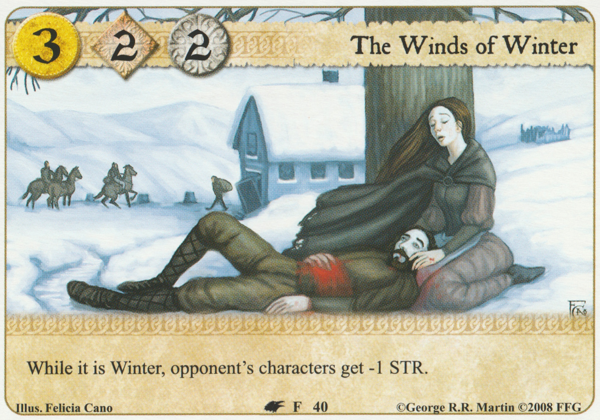 3 2 2 The Winds of Winter
While it is Winter, opponent's characters get -1 STR.
Illus. Felicia Cano F 40 ©George R.R. Martin ©2008 FFG